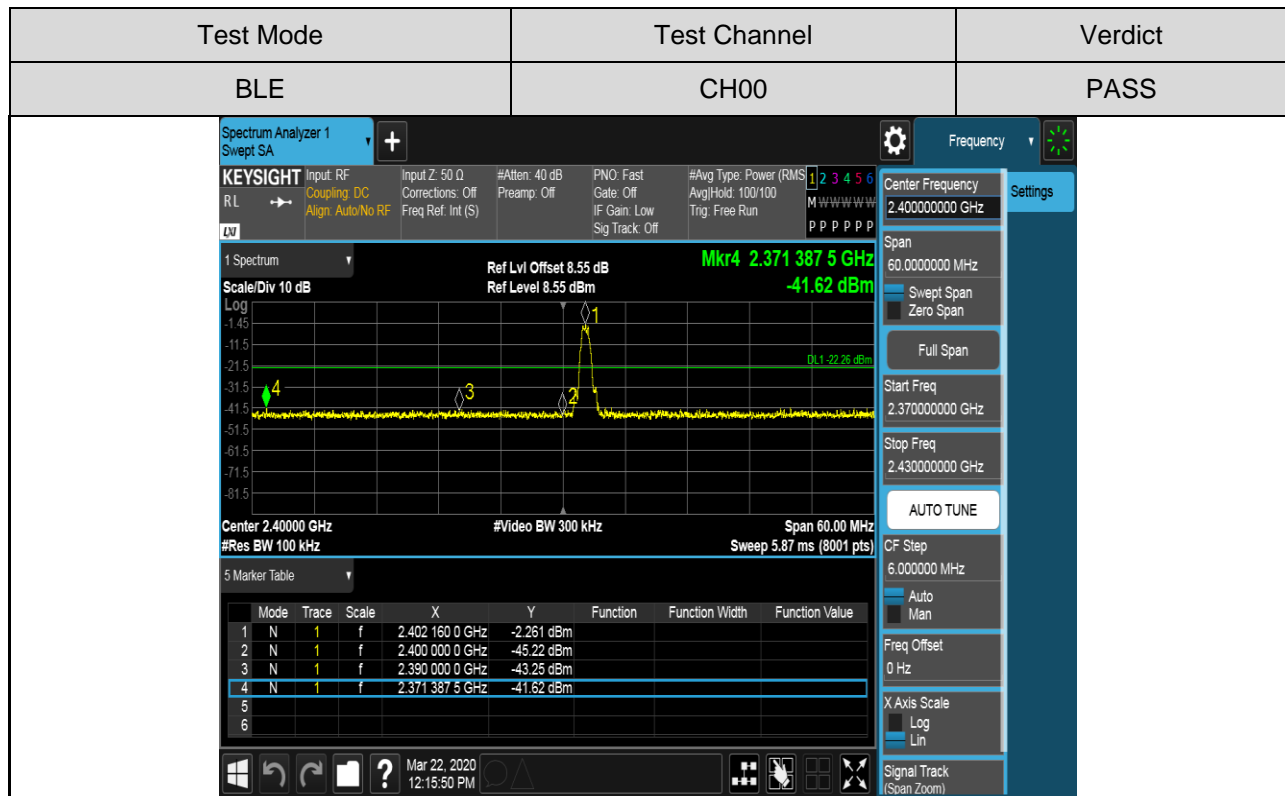 Test Mode Test Channel Verdict
BLE CH00 PASS
Spectrum Analyzer 1
Swept SA
+
Frequency
KEYSIGHT
RL
LXI
Input: RF
Coupling: DC
Align: Auto/No RF
Input Z: 50 Ω
Corrections: Off
Freq Ref: Int (S)
#Atten: 40 dB
Preamp: Off
PNO: Fast
Gate: Off
IF Gain: Low
Sig Track: Off
#Avg Type: Power (RMS
Avg|Hold: 100/100
Trig: Free Run
1 2 3 4 5 6
M W W W W W
P P P P P P
1 Spectrum
Scale/Div 10 dB
Ref Lvl Offset 8.55 dB
Ref Level 8.55 dBm
Mkr4 2.371 387 5 GHz
-41.62 dBm
Log
-1.45
-11.5
-21.5
-31.5
-41.5
-51.5
-61.5
-71.5
-81.5
1
DL1 -22.26 dBm
4
3
2
Center 2.40000 GHz
#Video BW 300 kHz
Span 60.00 MHz
#Res BW 100 kHz
Sweep 5.87 ms (8001 pts)
5 Marker Table
Mode Trace Scale X Y Function Function Width Function Value
1 N 1 f 2.402 160 0 GHz -2.261 dBm
2 N 1 f 2.400 000 0 GHz -45.22 dBm
3 N 1 f 2.390 000 0 GHz -43.25 dBm
4 N 1 f 2.371 387 5 GHz -41.62 dBm
5
6
?
Mar 22, 2020
12:15:50 PM
Settings
Center Frequency
2.400000000 GHz
Span
60.0000000 MHz
Swept Span
Zero Span
Full Span
Start Freq
2.370000000 GHz
Stop Freq
2.430000000 GHz
AUTO TUNE
CF Step
6.000000 MHz
Auto
Man
Freq Offset
0 Hz
X Axis Scale
Log
Lin
Signal Track
(Span Zoom)